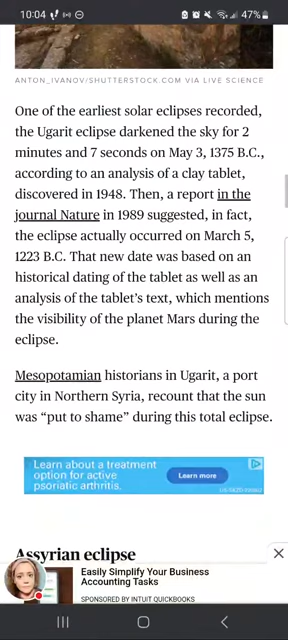 10:04
47%
ANTON_IVANOV/SHUTTERSTOCK.COM VIA LIVE SCIENCE
One of the earliest solar eclipses recorded,
the Ugarit eclipse darkened the sky for 2
minutes and 7 seconds on May 3, 1375 B.C.,
according to an analysis of a clay tablet,
discovered in 1948. Then, a report in the
journal Nature in 1989 suggested, in fact,
the eclipse actually occurred on March 5,
1223 B.C. That new date was based on an
historical dating of the tablet as well as an
analysis of the tablet's text, which mentions
the visibility of the planet Mars during the
eclipse.
Mesopotamian historians in Ugarit, a port
city in Northern Syria, recount that the sun
was “put to shame” during this total eclipse.
Learn about a treatment
option for active
psoriatic arthritis.
Learn more
Assyrian eclipse
Easily Simplify Your Business
Accounting Tasks
SPONSORED BY INTUIT QUICKBOOKS